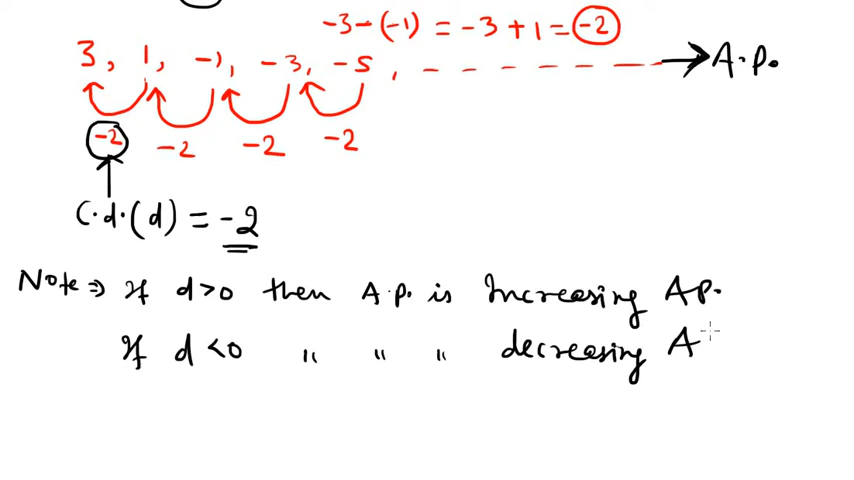 -3-(-1) = -3+1 = -2
3, 1, -1, -3, -5, - - - - - - - → A.P.
-2 -2 -2 -2
C.d.(d) = -2
Note ⇒ If d>0 then A.P. is Increasing AP.
If d<0 " " " decreasing A